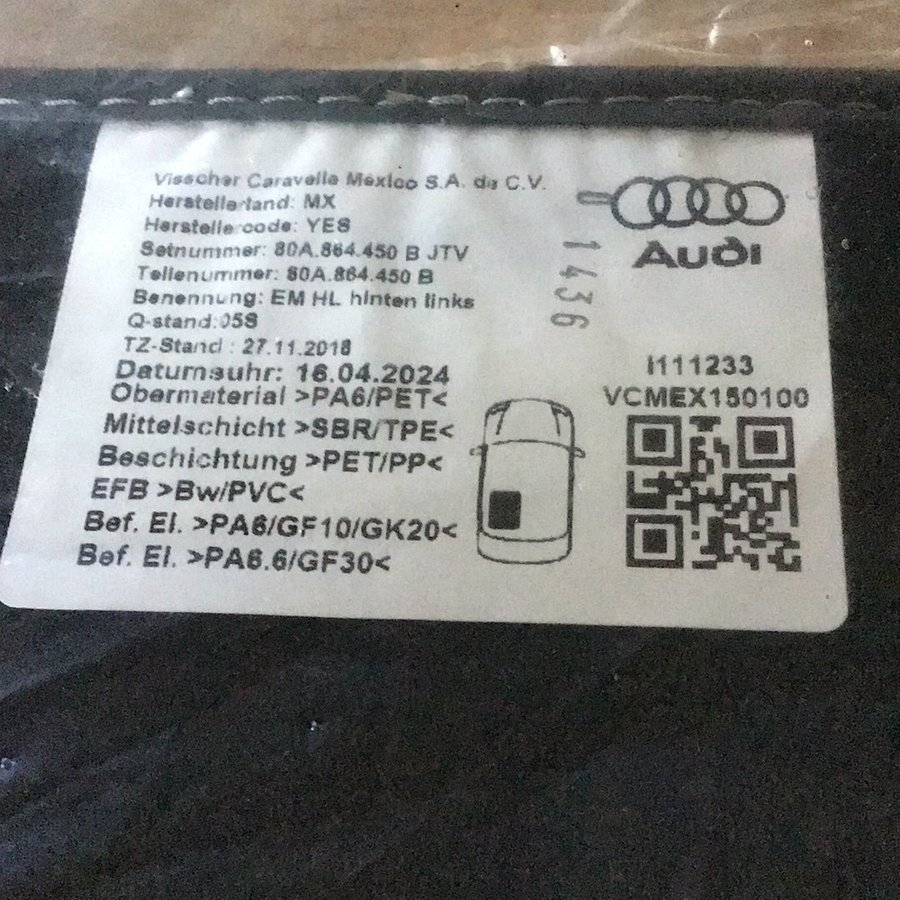 Visscher Caravelle México S.A. de C.V.
Herstellerland: MX
Herstellercode: YES
Setnummer: 80A.864.450 B JTV
Teilenummer: 80A.864.450 B
Benennung: EM HL hinten links
Q-stand:05S
TZ-Stand : 27.11.2018
Datumsuhr: 16.04.2024
Obermaterial >PA6/PET<
Mittelschicht >SBR/TPE<
Beschichtung >PET/PP<
EFB >Bw/PVC<
Bef. El. >PA6/GF10/GK20<
Bef. El. >PA6.6/GF30<
Audi
1436
I111233
VCMEX150100